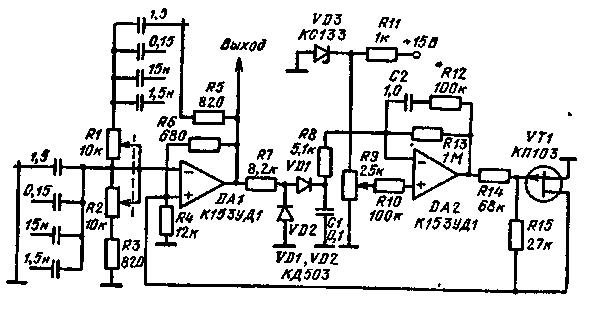 1,5
0,15
15н
1,5н
Выход
VD3
КС133
R11
1к
+15В
C2
1,0
R12
100к
R5
820
R6
680
R1
10к
R7
8,2к
R8
5,1к
VD1
R9
25к
R13
1М
VT1
КП103
1,5
0,15
15н
1,5н
R2
10к
R3
820
R4
12к
DA1
К153УД1
VD2
C1
0,1
R10
100к
DA2
К153УД1
R14
68к
R15
27к
VD1, VD2
КД503